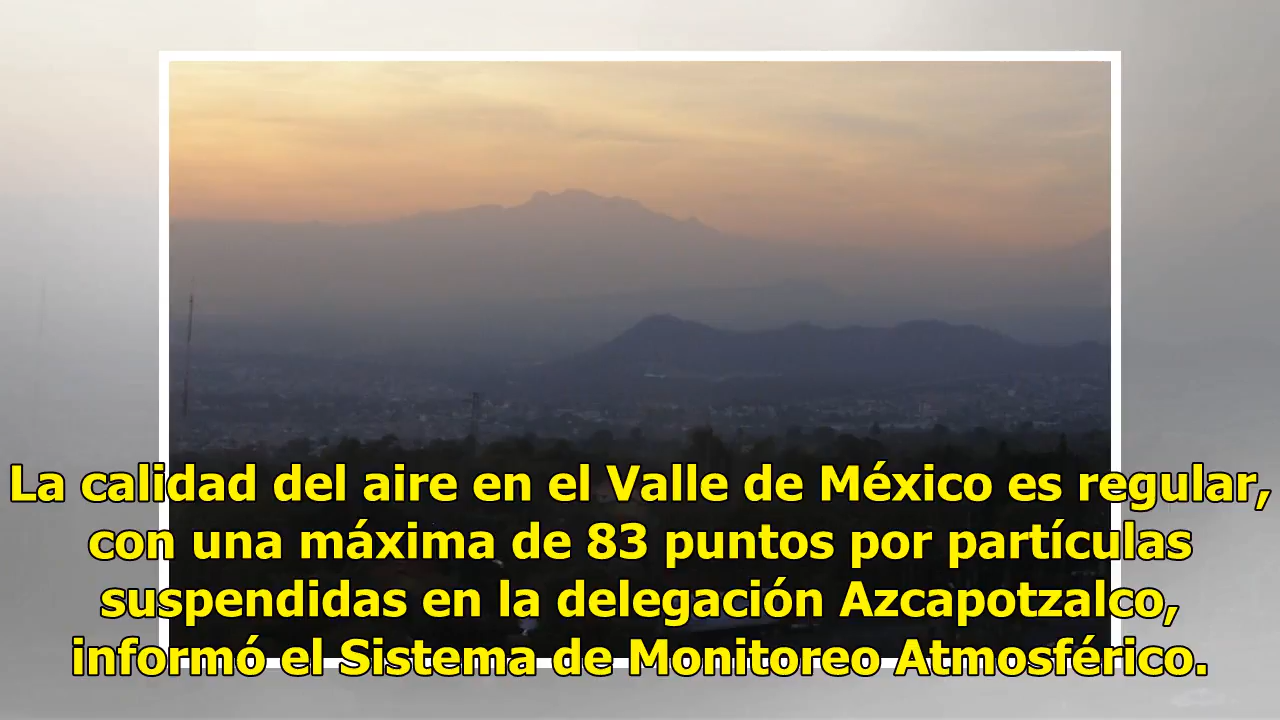 La calidad del aire en el Valle de México es regular,
con una máxima de 83 puntos por partículas
suspendidas en la delegación Azcapotzalco,
informó el Sistema de Monitoreo Atmosférico.